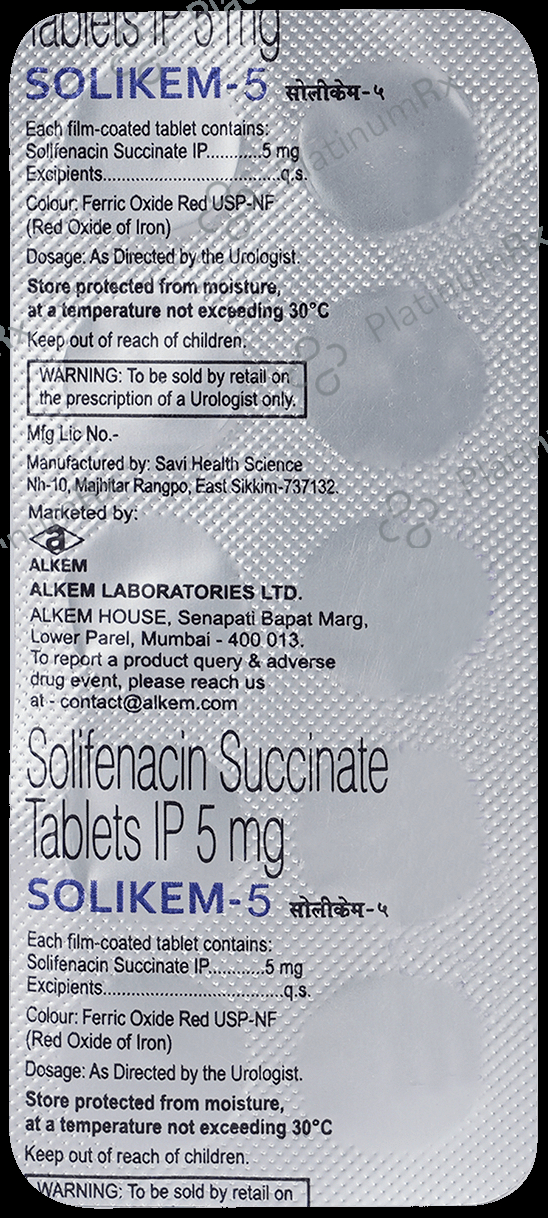 Tablets IP 5 mg
SOLIKEM-5 सोलीकेम-५
Each film-coated tablet contains:
Solifenacin Succinate IP............5 mg
Excipients...................................q.s.
Colour: Ferric Oxide Red USP-NF
(Red Oxide of Iron)
Dosage: As Directed by the Urologist.
Store protected from moisture,
at a temperature not exceeding 30°C
Keep out of reach of children.
WARNING: To be sold by retail on
the prescription of a Urologist only.
Mfg Lic No.-
Manufactured by: Savi Health Science
Nh-10, Majhitar Rangpo, East Sikkim-737132.
Marketed by:
a
ALKEM
ALKEM LABORATORIES LTD.
ALKEM HOUSE, Senapati Bapat Marg,
Lower Parel, Mumbai - 400 013.
To report a product query & adverse
drug event, please reach us
at - contact@alkem.com
Solifenacin Succinate
Tablets IP 5 mg
SOLIKEM-5 सोलीकेम-५
Each film-coated tablet contains:
Solifenacin Succinate IP............5 mg
Excipients...................................q.s.
Colour: Ferric Oxide Red USP-NF
(Red Oxide of Iron)
Dosage: As Directed by the Urologist.
Store protected from moisture,
at a temperature not exceeding 30°C
Keep out of reach of children.
WARNING: To be sold by retail on
PlatinumRx
PlatinumRx